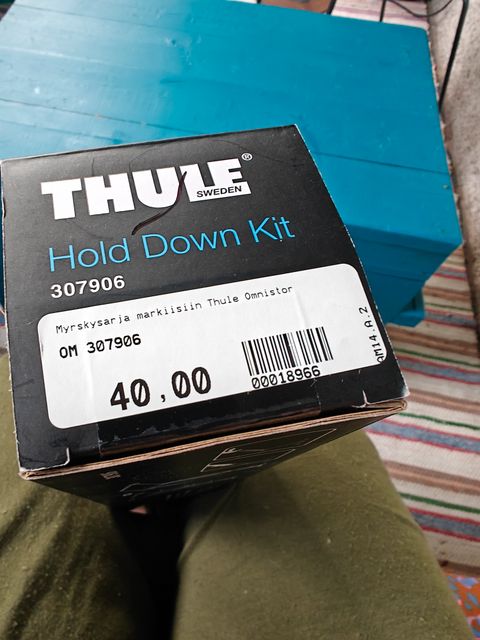 THULE®
SWEDEN
Hold Down Kit
307906
Myrskysarja markiisiin Thule Omnistor
OM 307906
40,00
00018966
OM14.A.2